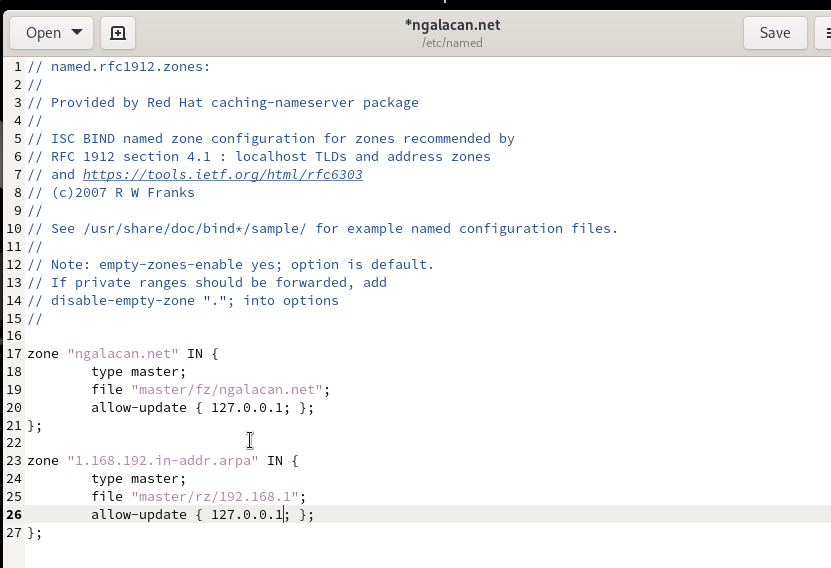 Open
*ngalacan.net
/etc/named
Save
1 // named.rfc1912.zones:
2 //
3 // Provided by Red Hat caching-nameserver package
4 //
5 // ISC BIND named zone configuration for zones recommended by
6 // RFC 1912 section 4.1 : localhost TLDs and address zones
7 // and https://tools.ietf.org/html/rfc6303
8 // (c)2007 R W Franks
9 //
10 // See /usr/share/doc/bind*/sample/ for example named configuration files.
11 //
12 // Note: empty-zones-enable yes; option is default.
13 // If private ranges should be forwarded, add
14 // disable-empty-zone "."; into options
15 //
16
17 zone "ngalacan.net" IN {
18         type master;
19         file "master/fz/ngalacan.net";
20         allow-update { 127.0.0.1; };
21 };
22
23 zone "1.168.192.in-addr.arpa" IN {
24         type master;
25         file "master/rz/192.168.1";
26         allow-update { 127.0.0.1; };
27 };